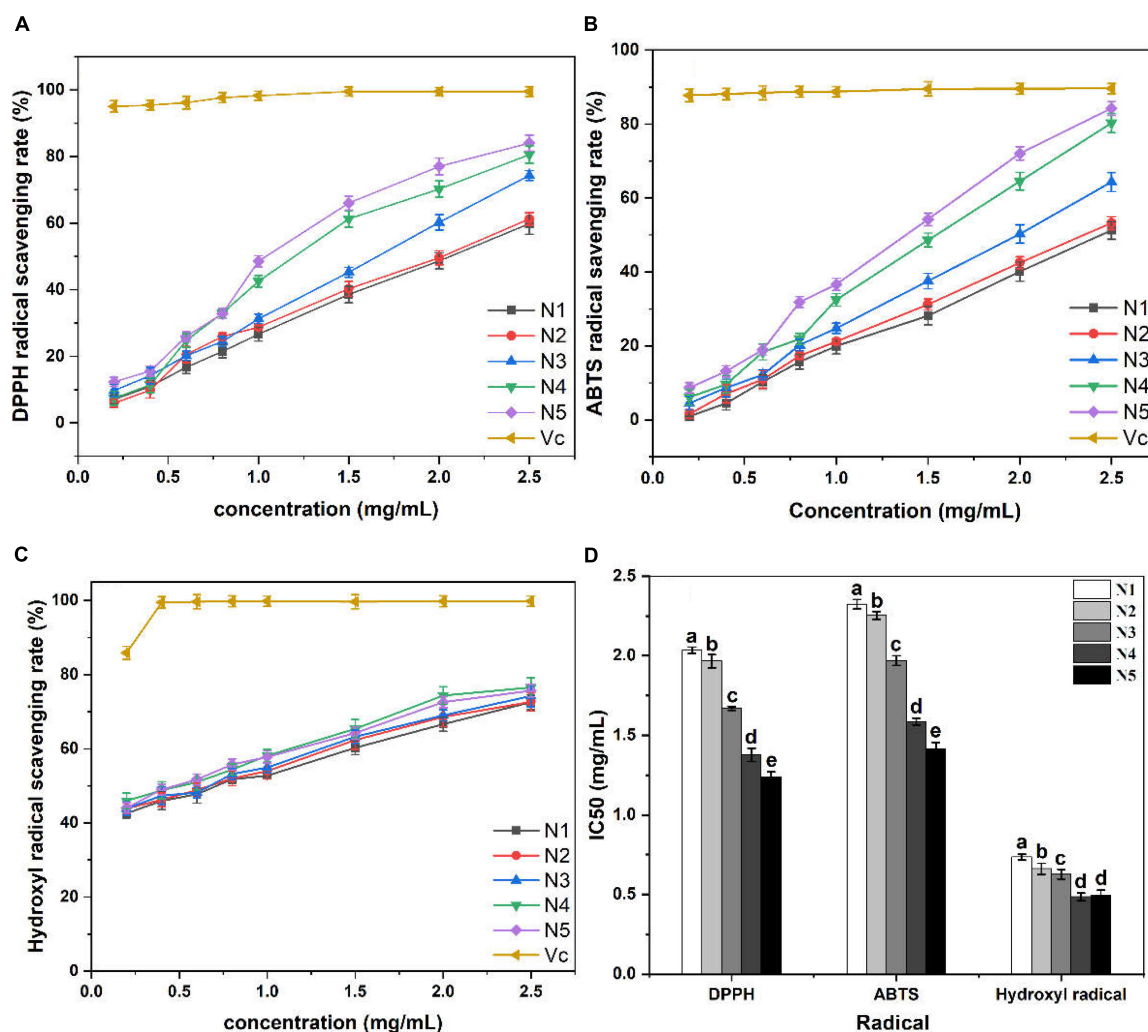 A
DPPH radical scavenging rate (%)
100
80
60
40
20
0
0.0 0.5 1.0 1.5 2.0 2.5
concentration (mg/mL)
N1
N2
N3
N4
N5
Vc
B
ABTS radical savenging rate (%)
100
80
60
40
20
0
0.0 0.5 1.0 1.5 2.0 2.5
Concentration (mg/mL)
N1
N2
N3
N4
N5
Vc
C
Hydroxyl radical scavenging rate (%)
100
80
60
40
20
0
0.0 0.5 1.0 1.5 2.0 2.5
concentration (mg/mL)
N1
N2
N3
N4
N5
Vc
D
IC50 (mg/mL)
2.5
2.0
1.5
1.0
0.5
0.0
a b c d e
a b c d e
a b c d d
DPPH ABTS Hydroxyl radical
Radical
N1
N2
N3
N4
N5